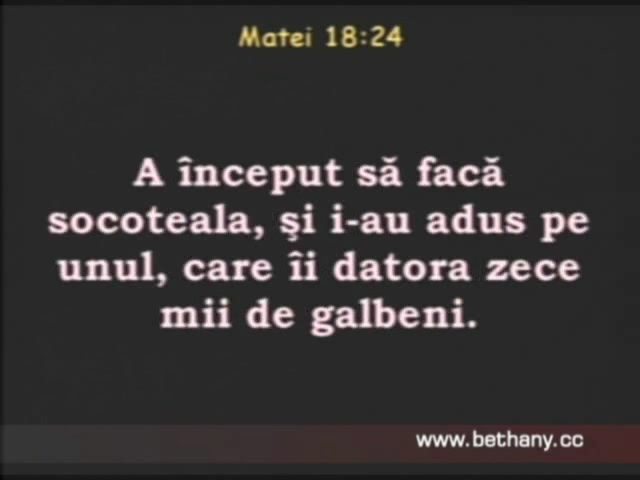 Matei 18:24
A început să facă
socoteala, şi i-au adus pe
unul, care îi datora zece
mii de galbeni.
www.bethany.cc